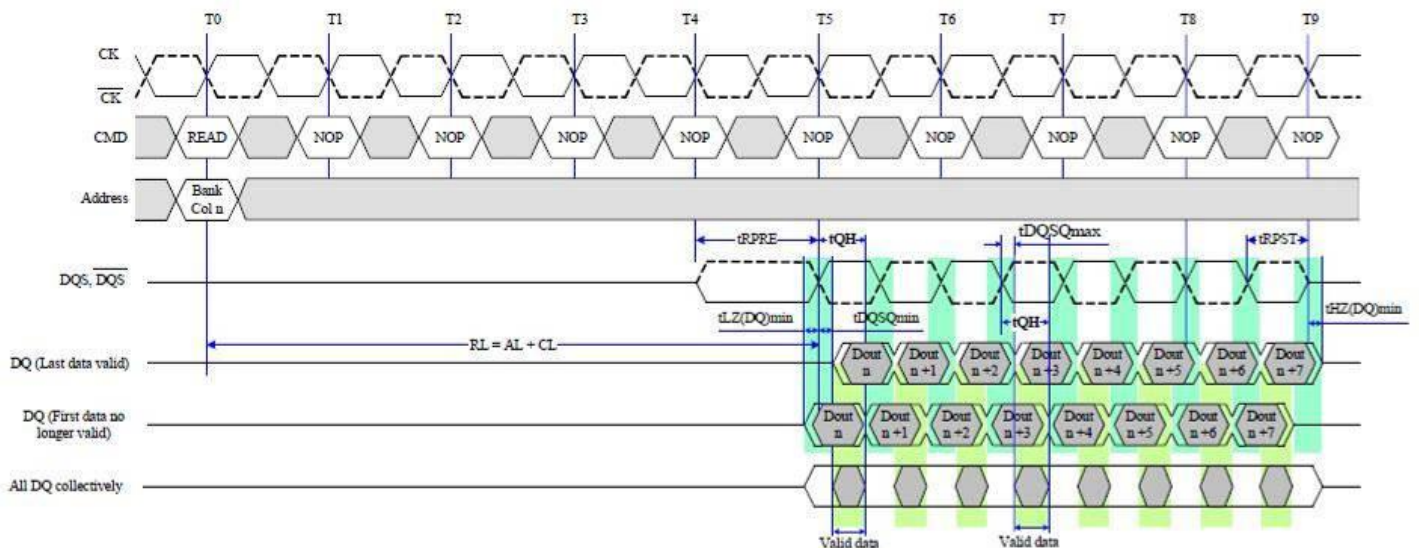 T0 T1 T2 T3 T4 T5 T6 T7 T8 T9
CK
CK
CMD READ NOP NOP NOP NOP NOP NOP NOP NOP NOP
Address
Bank
Col n
tRPRE tQH tDQSQmax tRPST
DQS, DQS
tLZ(DQ)min tDQSQmin tQH tHZ(DQ)min
RL = AL + CL
DQ (Last data valid)
Dout Dout Dout Dout Dout Dout Dout Dout
n n +1 n +2 n +3 n +4 n +5 n +6 n +7
DQ (First data no
longer valid)
Dout Dout Dout Dout Dout Dout Dout Dout
n n +1 n +2 n +3 n +4 n +5 n +6 n +7
All DQ collectively
Valid data Valid data